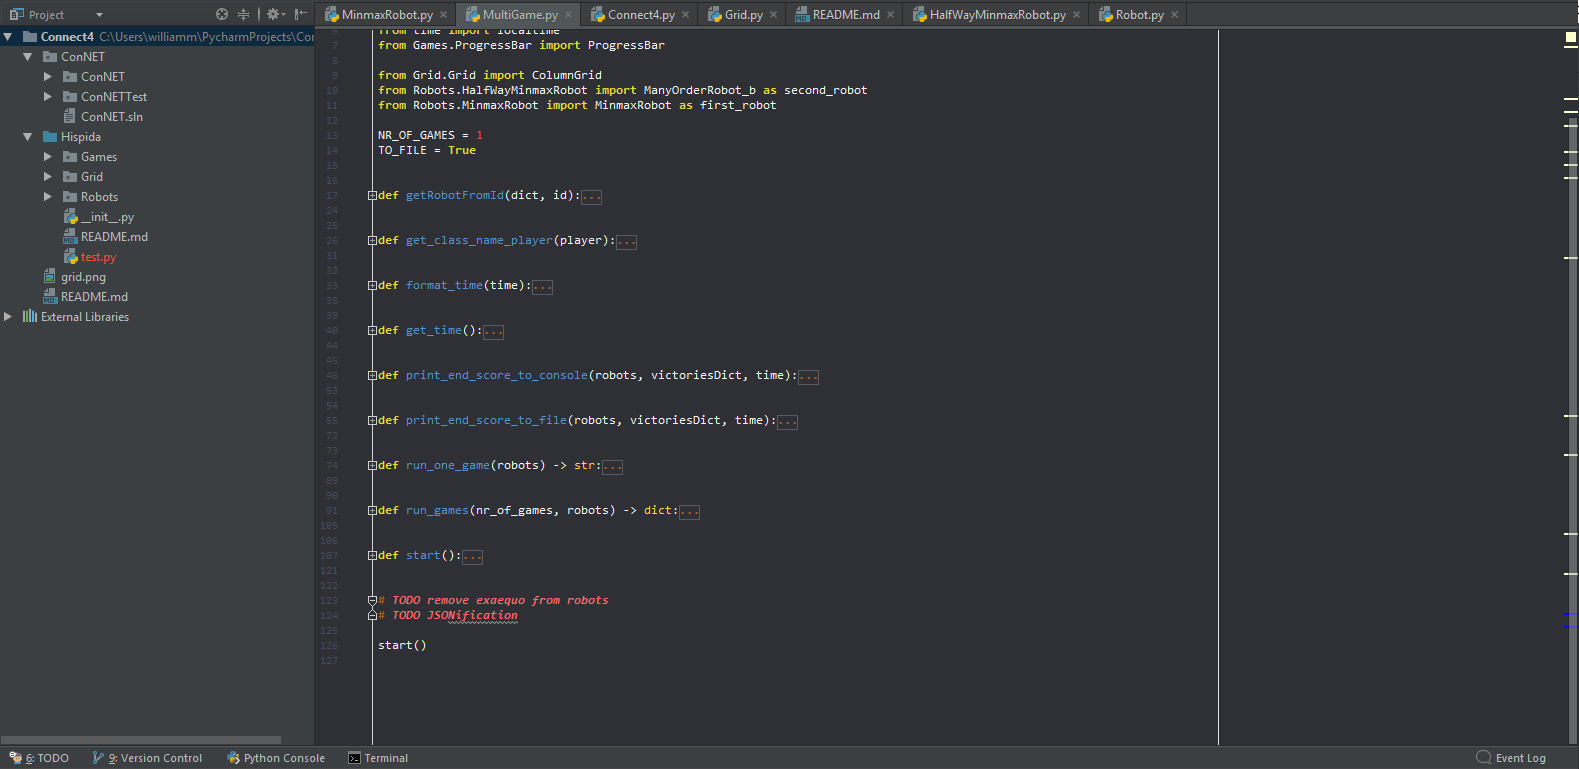 Project
MinmaxRobot.py
MultiGame.py
Connect4.py
Grid.py
README.md
HalfWayMinmaxRobot.py
Robot.py
Connect4 C:\Users\williamm\PycharmProjects\Con
ConNET
ConNET
ConNETTest
ConNET.sln
Hispida
Games
Grid
Robots
__init__.py
README.md
test.py
grid.png
README.md
External Libraries
6 from time import localtime
7 from Games.ProgressBar import ProgressBar
8
9 from Grid.Grid import ColumnGrid
10 from Robots.HalfWayMinmaxRobot import ManyOrderRobot_b as second_robot
11 from Robots.MinmaxRobot import MinmaxRobot as first_robot
12
13 NR_OF_GAMES = 1
14 TO_FILE = True
15
16
17 def getRobotFromId(dict, id):...
24
25
26 def get_class_name_player(player):...
31
32
33 def format_time(time):...
38
39
40 def get_time():...
44
45
46 def print_end_score_to_console(robots, victoriesDict, time):...
53
54
55 def print_end_score_to_file(robots, victoriesDict, time):...
72
73
74 def run_one_game(robots) -> str:...
89
90
91 def run_games(nr_of_games, robots) -> dict:...
105
106
107 def start():...
121
122
123 # TODO remove exaequo from robots
124 # TODO JSONification
125
126 start()
127
6: TODO
9: Version Control
Python Console
Terminal
Event Log